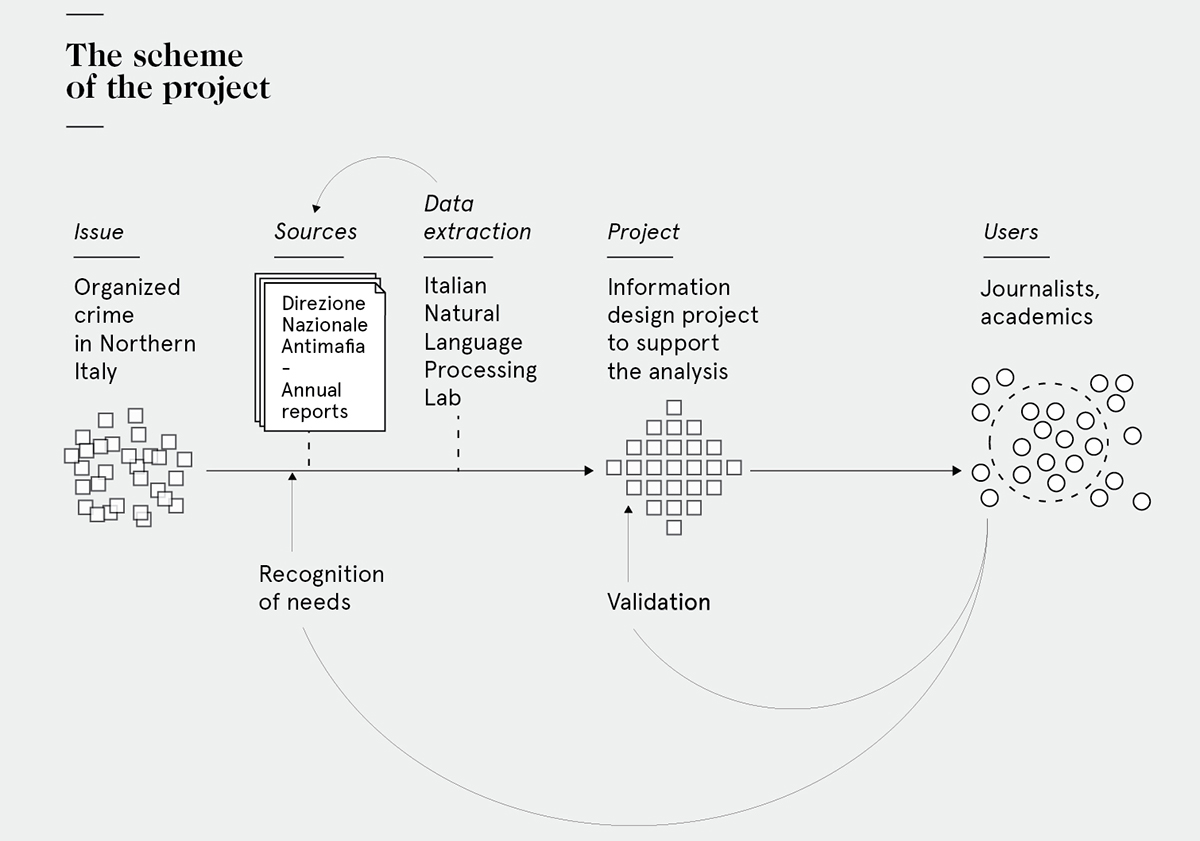 The scheme
of the project
Issue
Organized
crime
in Northern
Italy
Sources
Direzione
Nazionale
Antimafia
-
Annual
reports
Data
extraction
Italian
Natural
Language
Processing
Lab
Project
Information
design project
to support
the analysis
Users
Journalists,
academics
Recognition
of needs
Validation